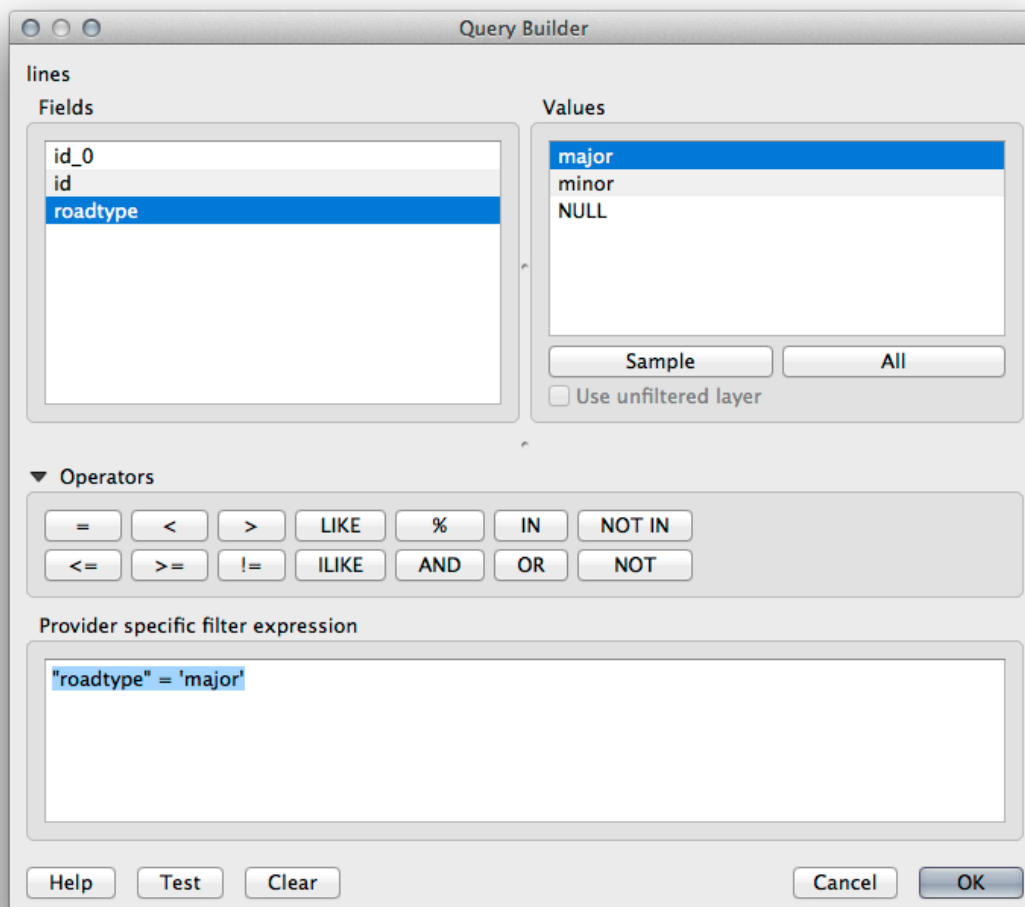 Query Builder
lines
Fields
id_0
id
roadtype
Values
major
minor
NULL
Sample
All
Use unfiltered layer
Operators
= < > LIKE % IN NOT IN
<= >= != ILIKE AND OR NOT
Provider specific filter expression
"roadtype" = 'major'
Help Test Clear Cancel OK